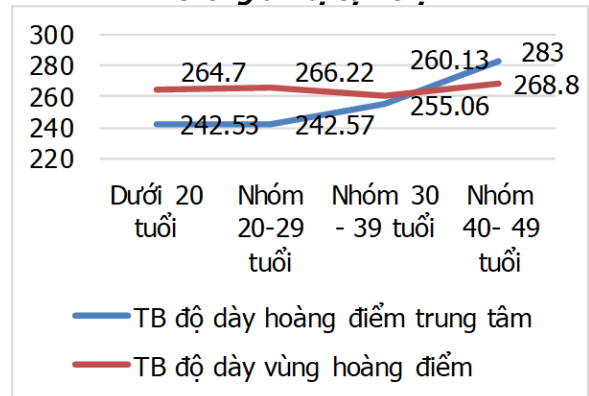 300
280
260
240
220
264.7
266.22
260.13
283
242.53
242.57
255.06
268.8
Dưới 20 tuổi
Nhóm 20-29 tuổi
Nhóm 30 - 39 tuổi
Nhóm 40- 49 tuổi
TB độ dày hoàng điểm trung tâm
TB độ dày vùng hoàng điểm